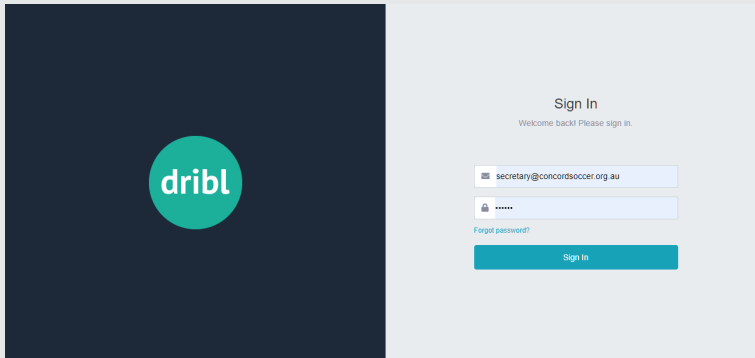 dribl
Sign In
Welcome back! Please sign in.
secretary@concordsoccer.org.au
••••••
Forgot password?
Sign In